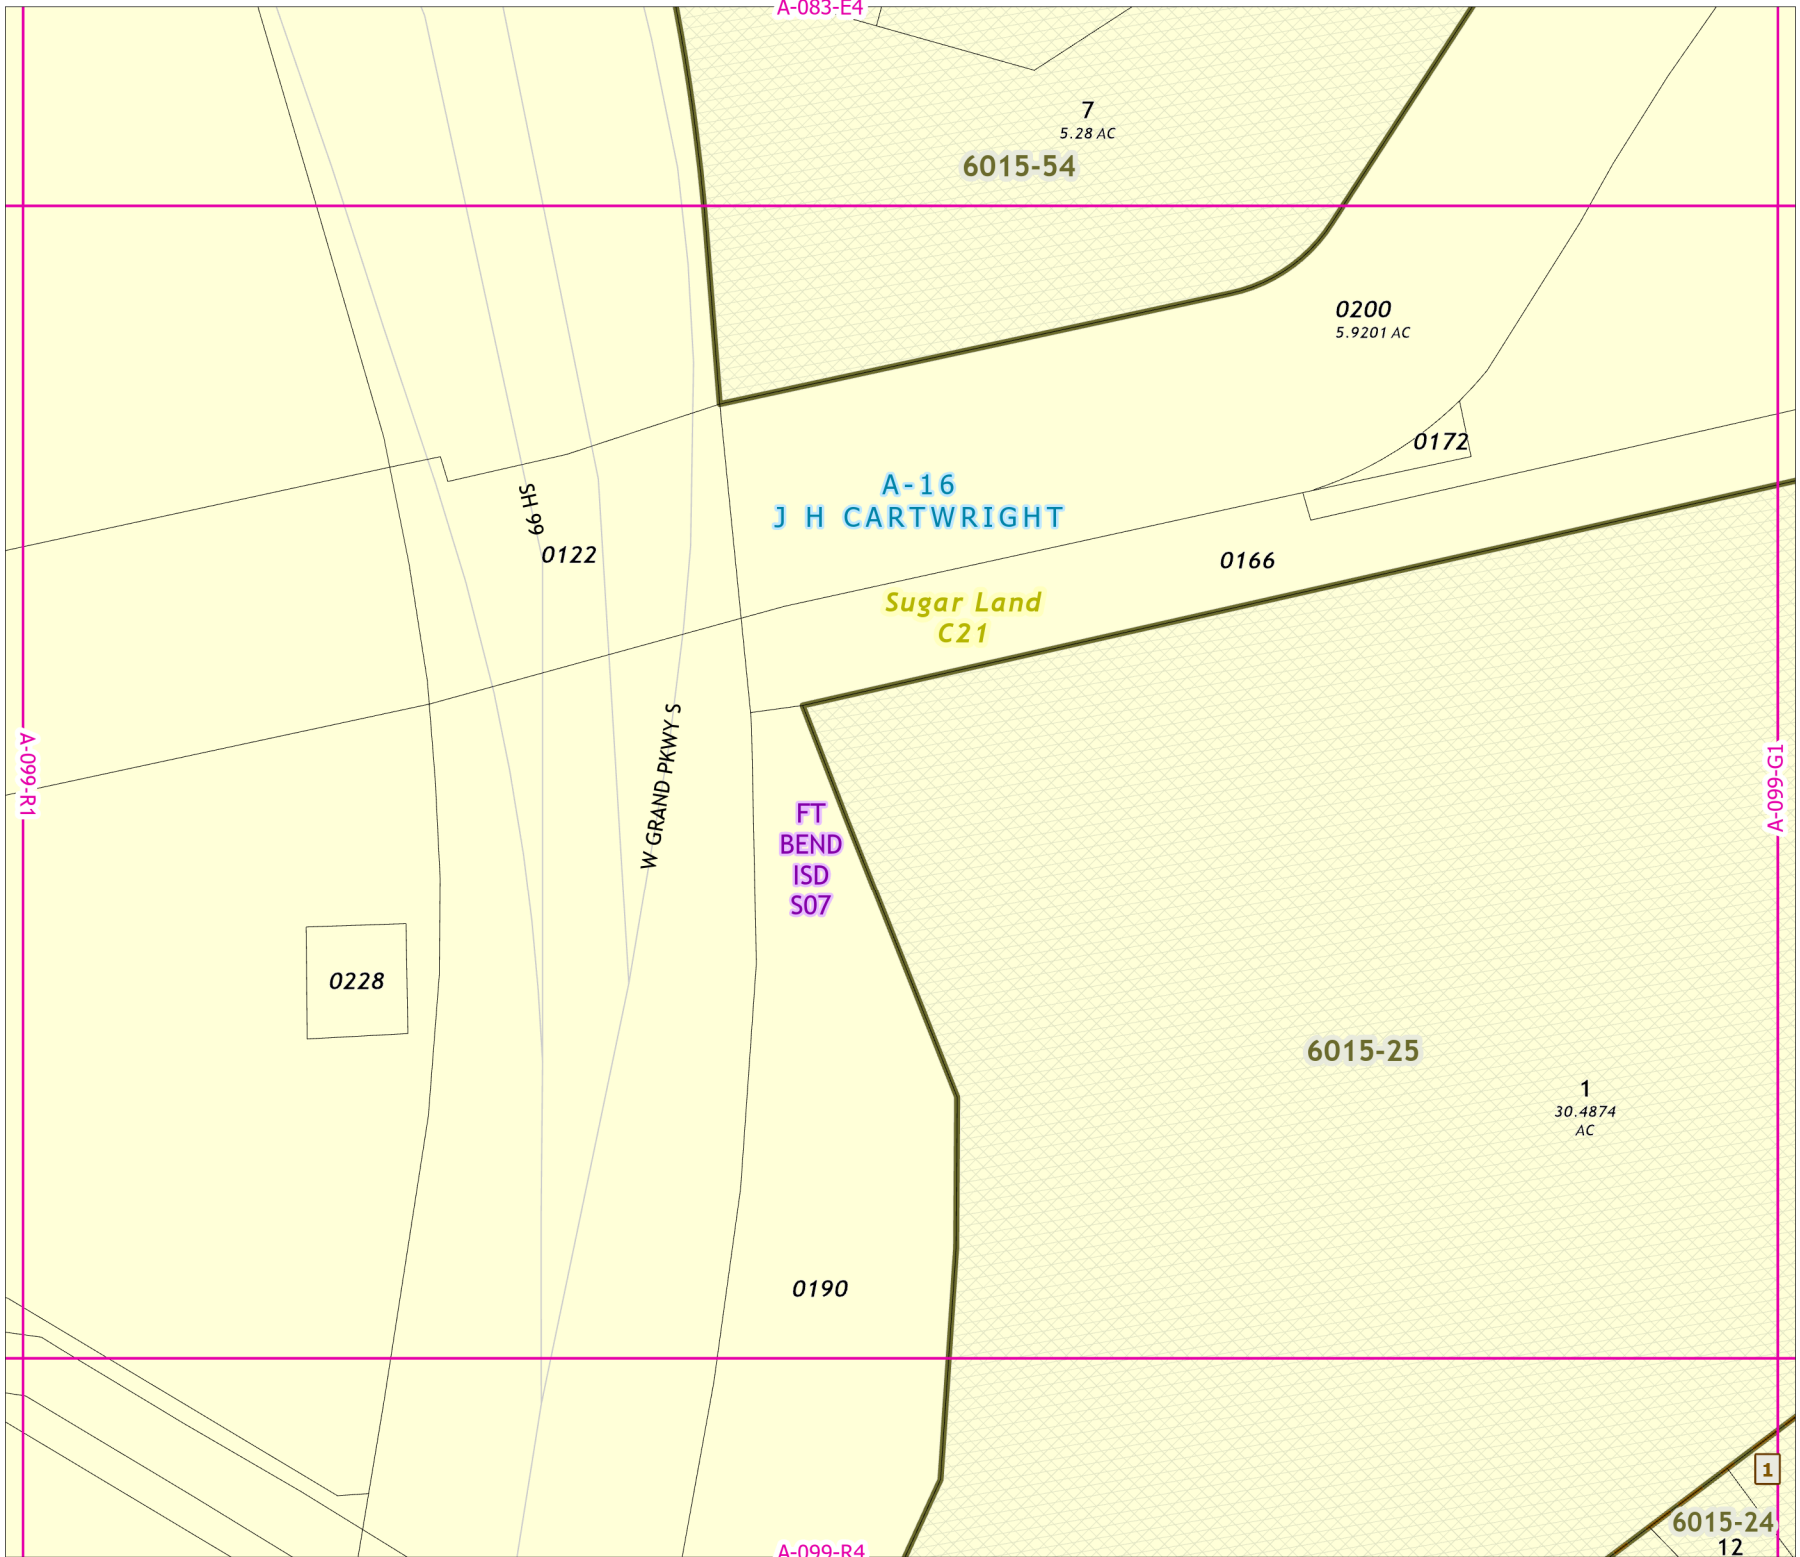 A-083-E4
7
5.28 AC
6015-54
0200
5.9201 AC
0172
A-16
J H CARTWRIGHT
SH 99
0122
0166
Sugar Land
C21
W GRAND PKWY S
A-099-R1
A-099-G1
FT
BEND
ISD
S07
0228
6015-25
1
30.4874
AC
0190
1
6015-24
12
A-099-R4